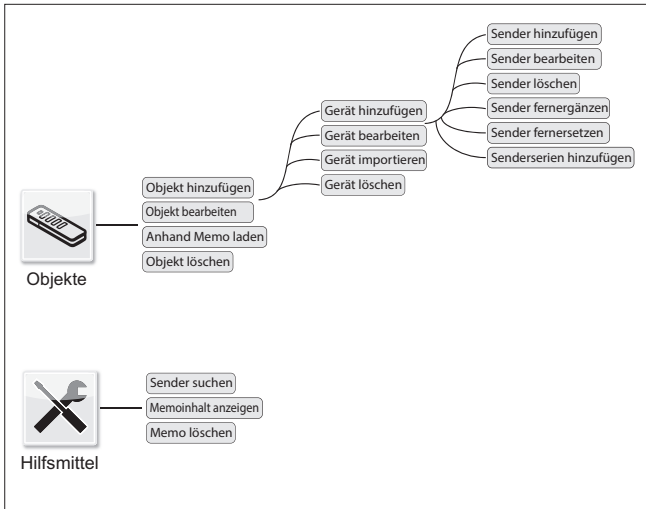 Sender hinzufügen
Sender bearbeiten
Sender löschen
Sender fernergänzen
Sender fernersetzen
Senderserien hinzufügen
Gerät hinzufügen
Gerät bearbeiten
Gerät importieren
Gerät löschen
Objekt hinzufügen
Objekt bearbeiten
Anhand Memo laden
Objekt löschen
Objekte
Sender suchen
Memoinhalt anzeigen
Memo löschen
Hilfsmittel